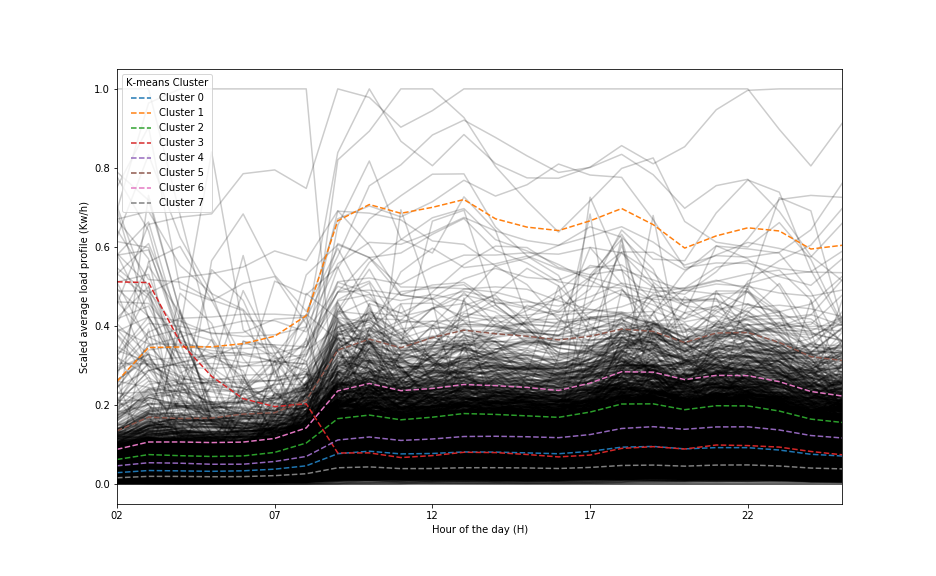 K-means Cluster
Cluster 0
Cluster 1
Cluster 2
Cluster 3
Cluster 4
Cluster 5
Cluster 6
Cluster 7
1.0
0.8
0.6
0.4
0.2
0.0
Scaled average load profile (Kw/h)
02 07 12 17 22
Hour of the day (H)